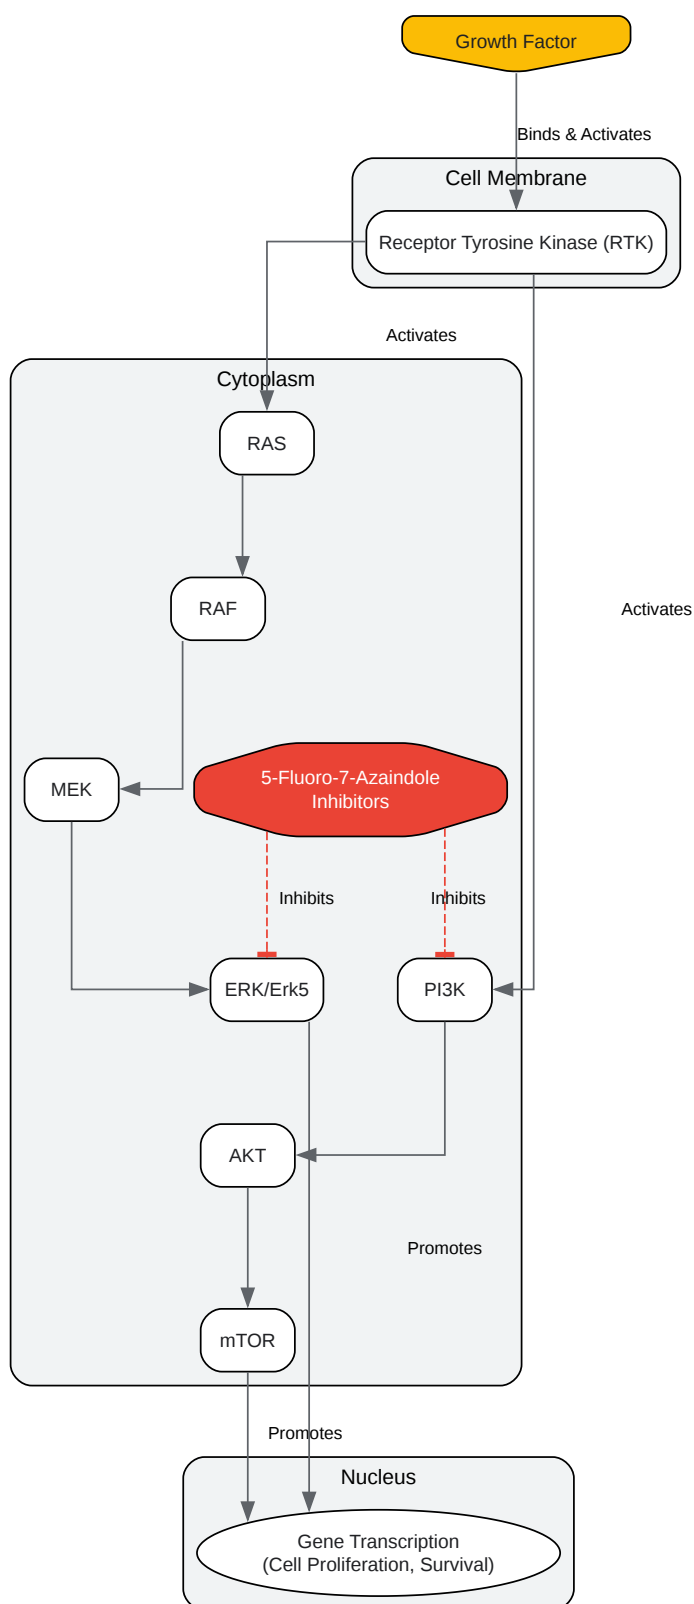 Growth Factor
Binds & Activates
Cell Membrane
Receptor Tyrosine Kinase (RTK)
Activates
Cytoplasm
RAS
RAF
Activates
MEK
5-Fluoro-7-Azaindole
Inhibitors
Inhibits
Inhibits
ERK/Erk5
PI3K
AKT
Promotes
mTOR
Promotes
Nucleus
Gene Transcription
(Cell Proliferation, Survival)